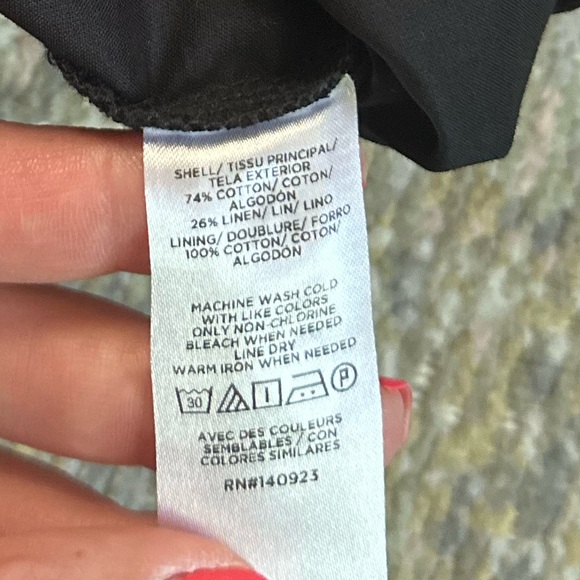 SHELL/ TISSU PRINCIPAL/
TELA EXTERIOR
74% COTTON/ COTON/
ALGODÓN
26% LINEN/ LIN/ LINO
LINING/ DOUBLURE/ FORRO
100% COTTON/ COTON/
ALGODÓN
MACHINE WASH COLD
WITH LIKE COLORS
ONLY NON-CHLORINE
BLEACH WHEN NEEDED
LINE DRY
WARM IRON WHEN NEEDED
30 P
AVEC DES COULEURS
SEMBLABLES / CON
COLORES SIMILARES
RN#140923